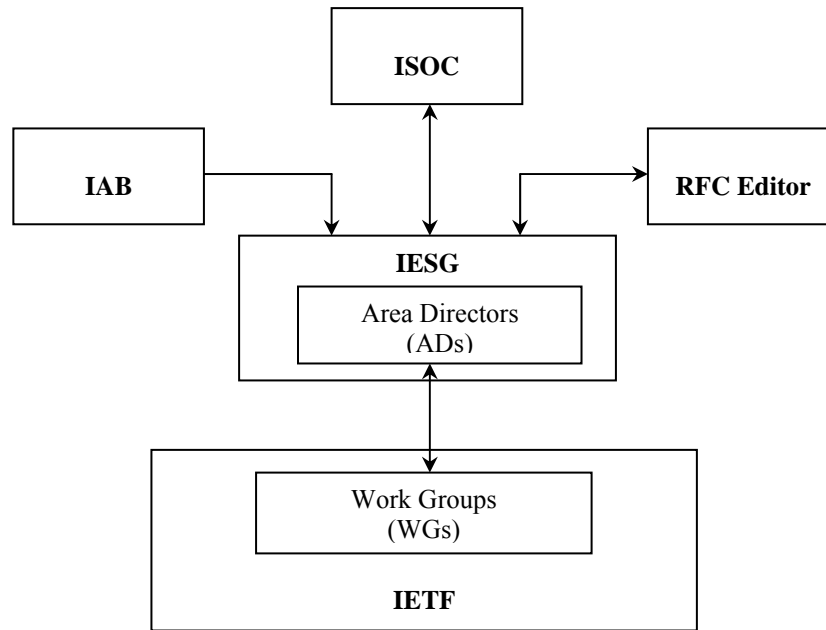 ISOC
IAB
RFC Editor
IESG
Area Directors
(ADs)
Work Groups
(WGs)
IETF